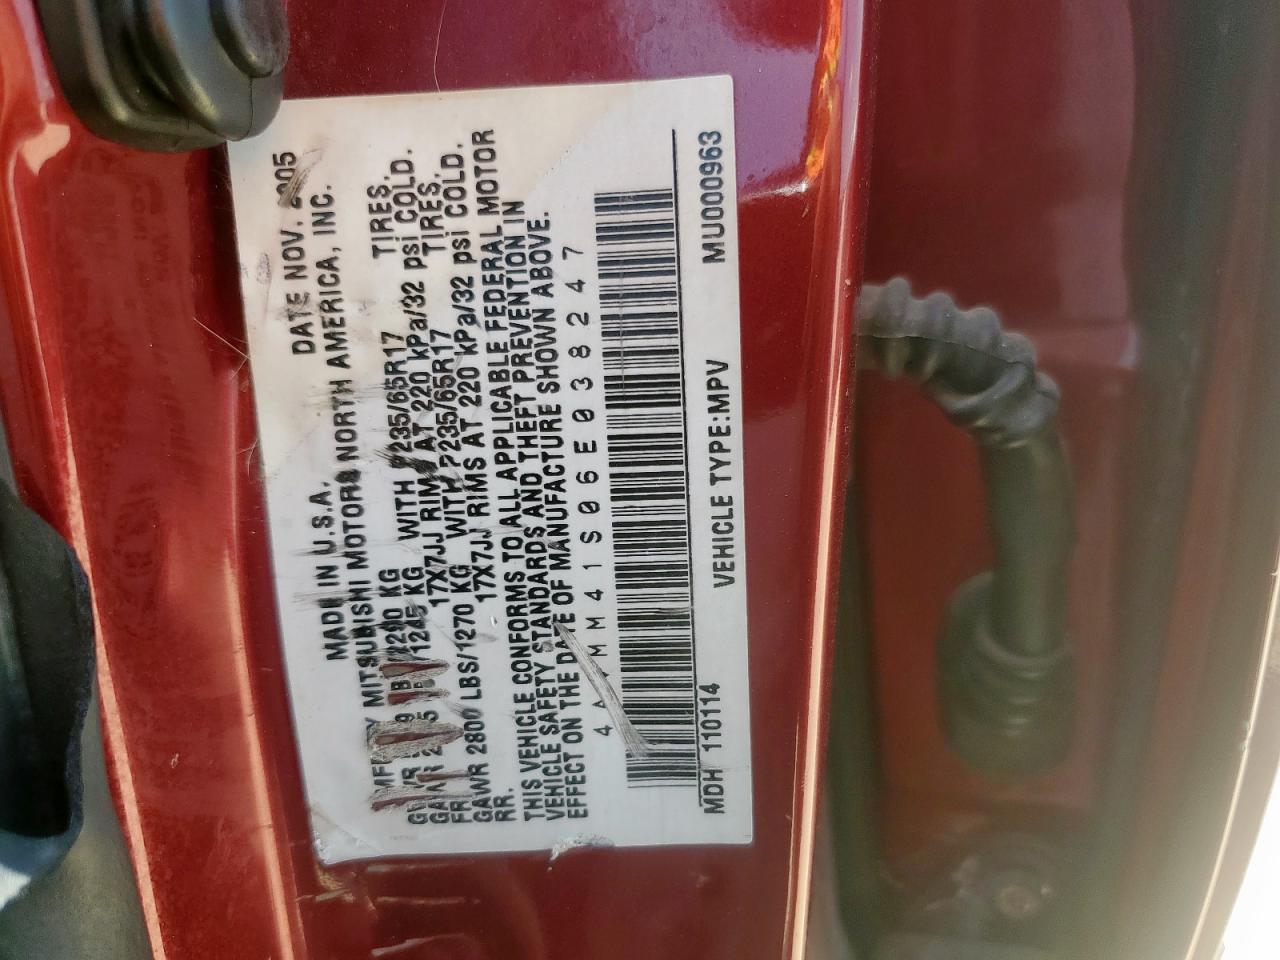 MADE IN U.S.A. DATE NOV. 2005
MITSUBISHI MOTORS NORTH AMERICA, INC.
2290 KG
KG WITH P235/65R17 TIRES,
17X7JJ RIMS AT 220 kPa/32 psi COLD.
GAWR 2800 LBS/1270 KG WITH P235/65R17 TIRES,
RR. 17X7JJ RIMS AT 220 kPa/32 psi COLD.
THIS VEHICLE CONFORMS TO ALL APPLICABLE FEDERAL MOTOR
VEHICLE SAFETY STANDARDS AND THEFT PREVENTION IN
EFFECT ON THE DATE OF MANUFACTURE SHOWN ABOVE.
MDH 110114 VEHICLE TYPE:MPV MU000963